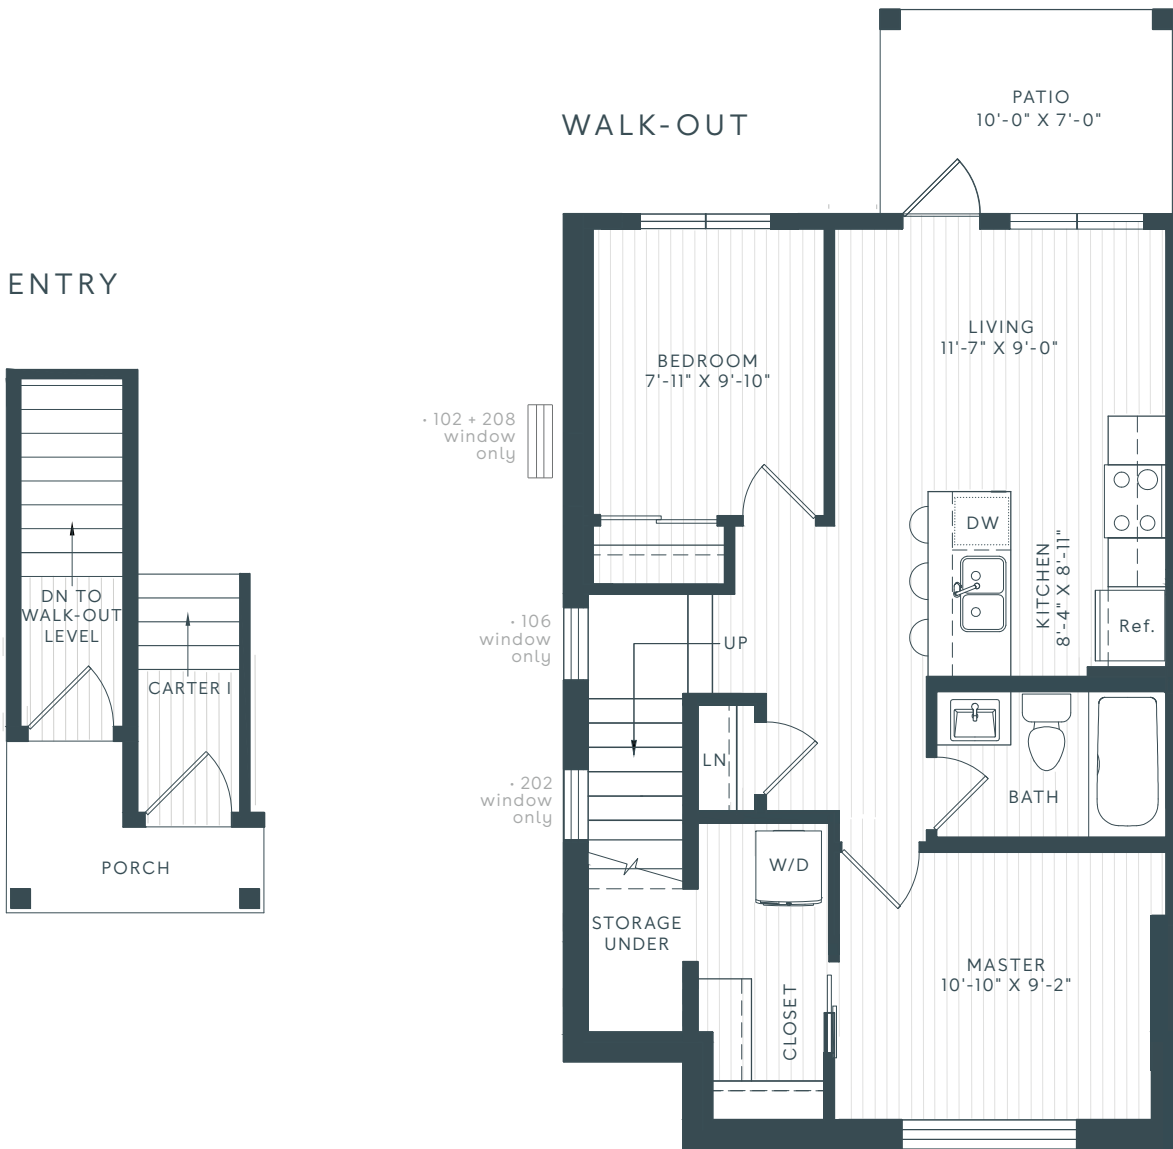 WALK-OUT
PATIO
10'-0" X 7'-0"
ENTRY
LIVING
11'-7" X 9'-0"
BEDROOM
7'-11" X 9'-10"
• 102 + 208
window
only
DW
KITCHEN
8'-4" X 8'-11"
Ref.
DN TO
WALK-OUT
LEVEL
• 106
window
only
UP
CARTER I
LN
• 202
window
only
BATH
PORCH
W/D
STORAGE
UNDER
CLOSET
MASTER
10'-10" X 9'-2"